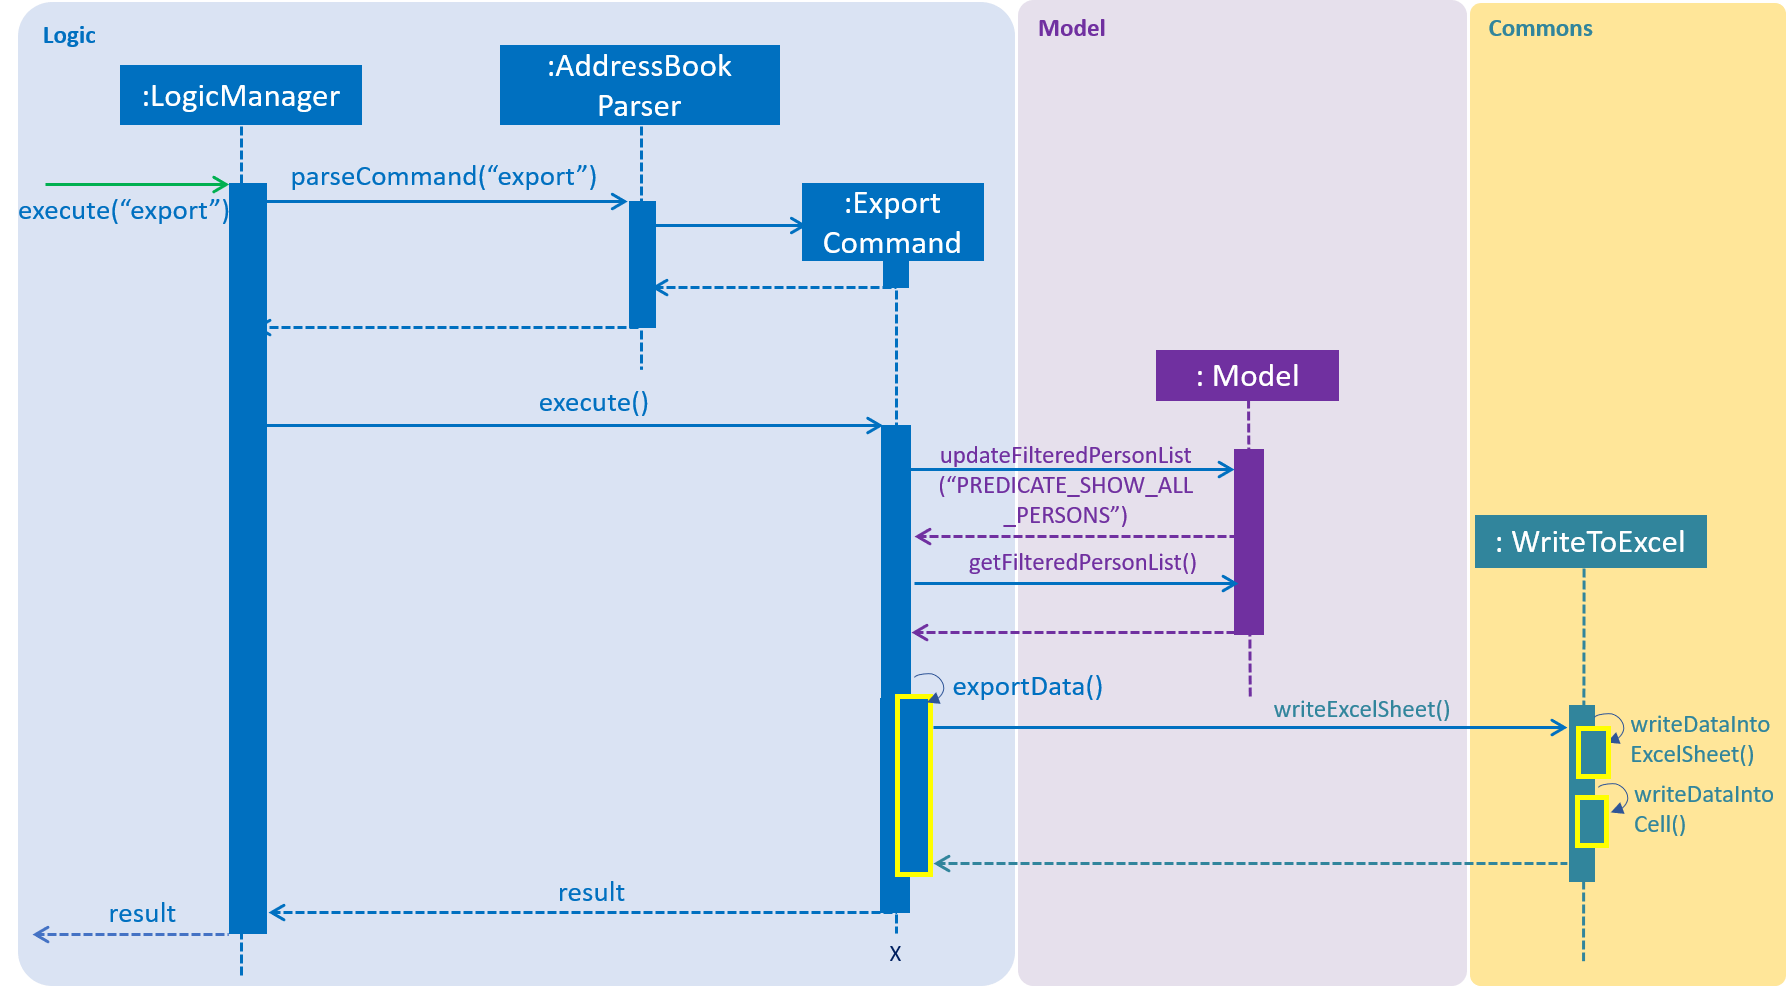 Logic
Model
Commons
:AddressBook
Parser
:LogicManager
parseCommand(“export”)
execute(“export”)
:Export
Command
: Model
execute()
updateFilteredPersonList
(“PREDICATE_SHOW_ALL
_PERSONS”)
: WriteToExcel
getFilteredPersonList()
exportData()
writeExcelSheet()
writeDataInto
ExcelSheet()
writeDataInto
Cell()
result
result
X